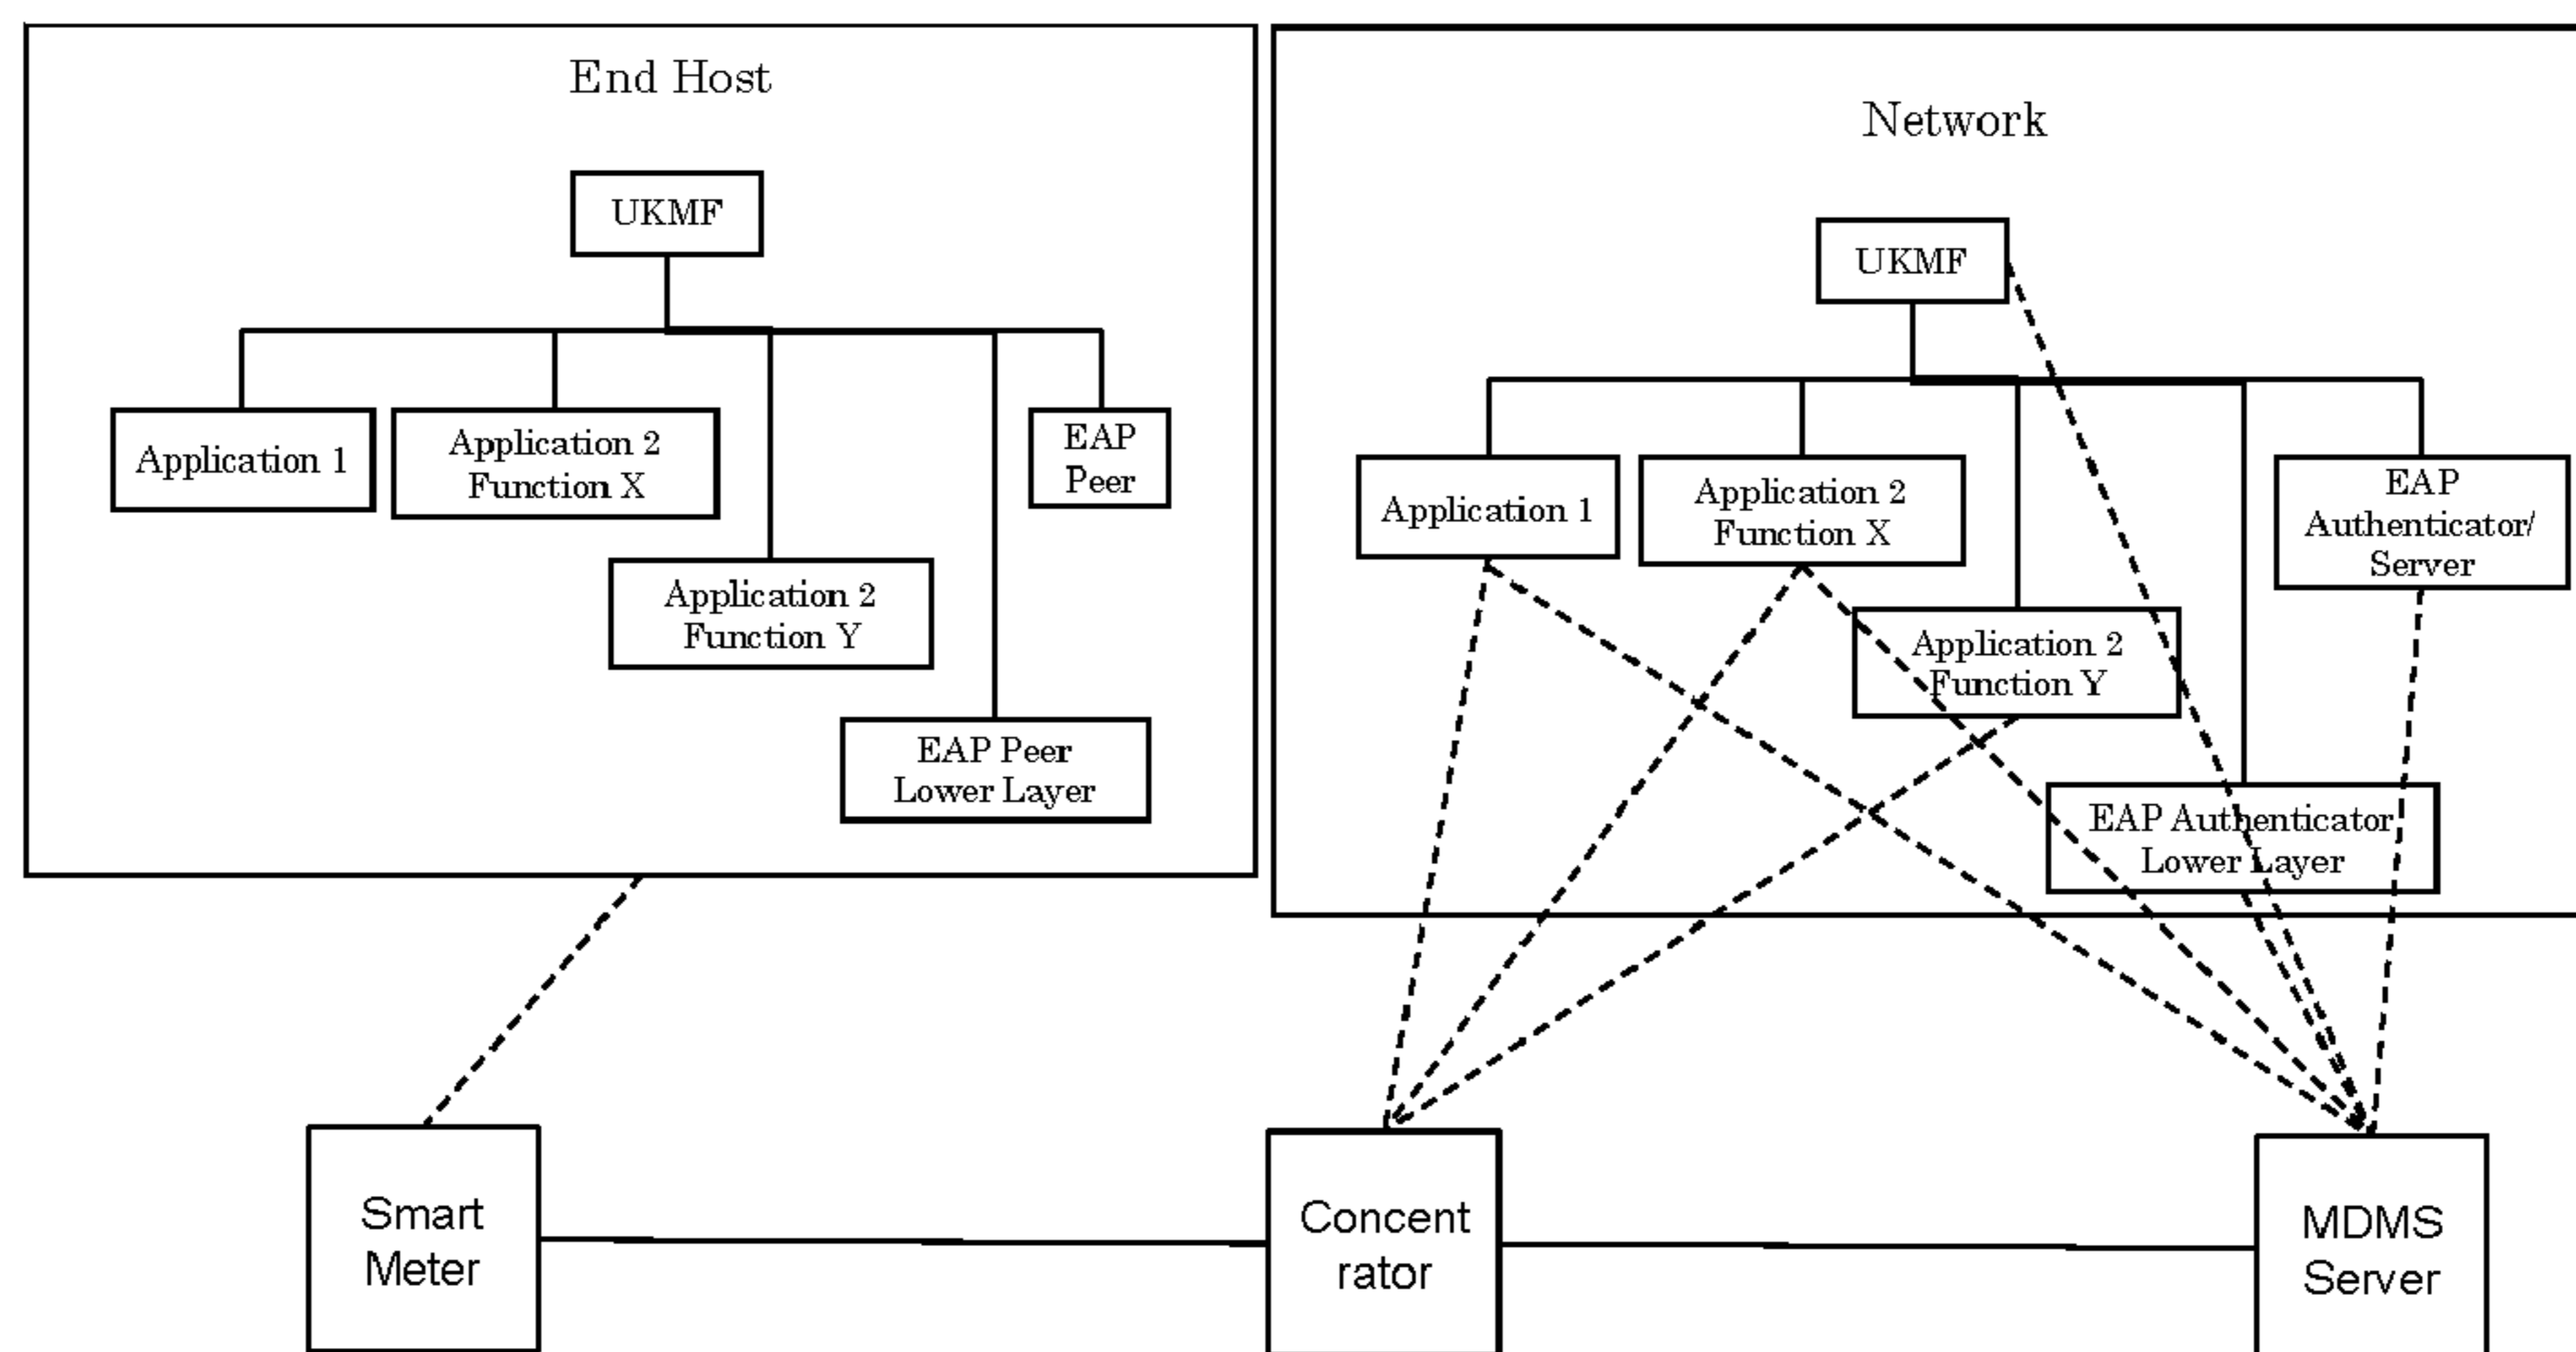 End Host
UKMF
Application 1
Application 2
Function X
EAP
Peer
Application 2
Function Y
EAP Peer
Lower Layer
Network
UKMF
Application 1
Application 2
Function X
EAP
Authenticator/
Server
Application 2
Function Y
EAP Authenticator
Lower Layer
Smart
Meter
Concent
rator
MDMS
Server